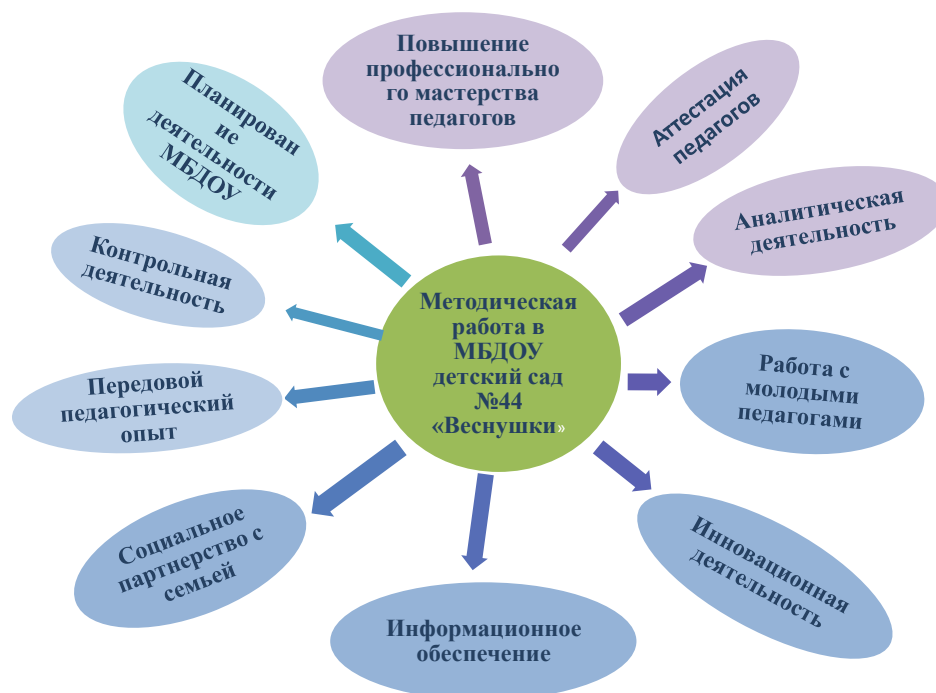 Повышение
профессионально
го мастерства
педагогов
Аттестация
педагогов
Аналитическая
деятельность
Работа с
молодыми
педагогами
Инновационная
деятельность
Информационное
обеспечение
Социальное
партнерство с
семьей
Передовой
педагогический
опыт
Контрольная
деятельность
Планирован
ие
деятельности
МБДОУ
Методическая
работа в
МБДОУ
детский сад
№44
«Веснушки»